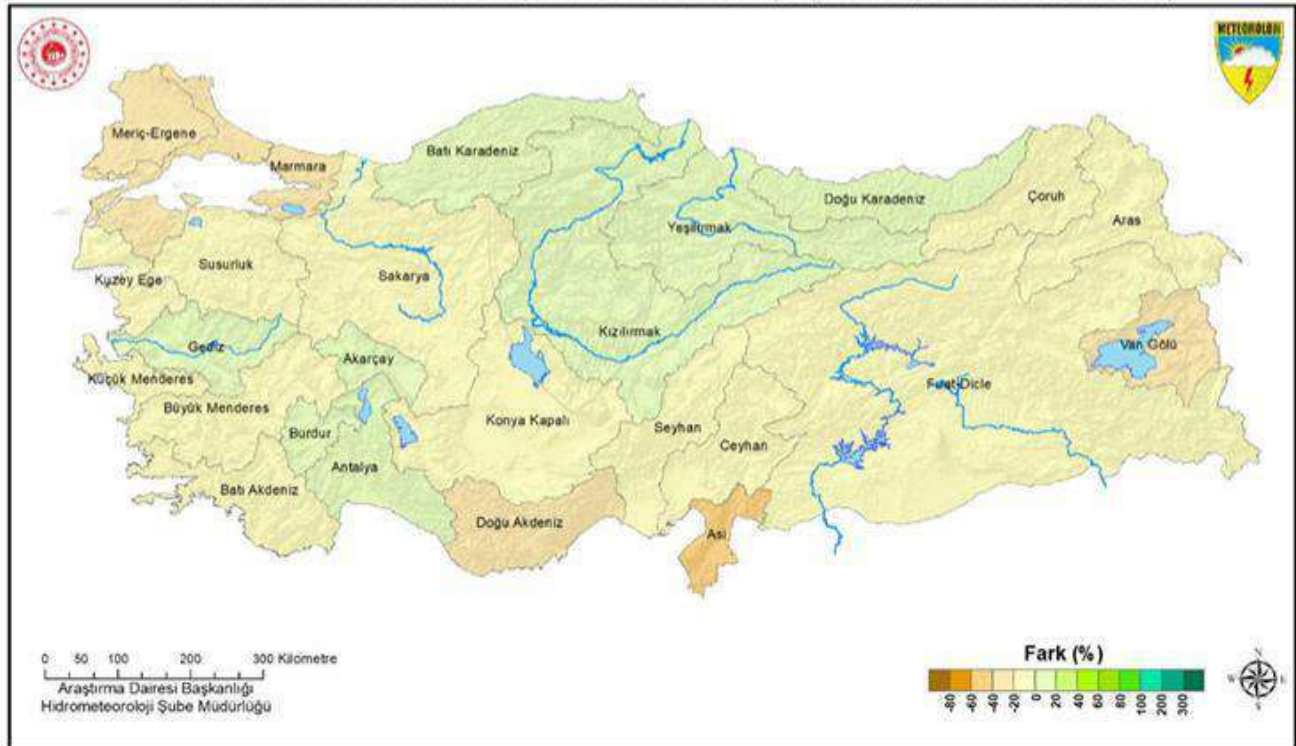 METEOROLOJI
Meriç-Ergene
Marmara
Batı Karadeniz
Doğu Karadeniz
Çoruh
Yeşilırmak
Aras
Susurluk
Sakarya
Kuzey Ege
Kızılırmak
Van Gölü
Gediz
Akarçay
Küçük Menderes
Fırat-Dicle
Büyük Menderes
Konya Kapalı
Seyhan
Burdur
Ceyhan
Antalya
Batı Akdeniz
Doğu Akdeniz
Asi
0 50 100 200 300 Kilometre
Araştırma Dairesi Başkanlığı
Hidrometeoroloji Şube Müdürlüğü
Fark (%)
-80 -60 -40 -20 0 20 40 60 80 100 200 300
N
W E
S